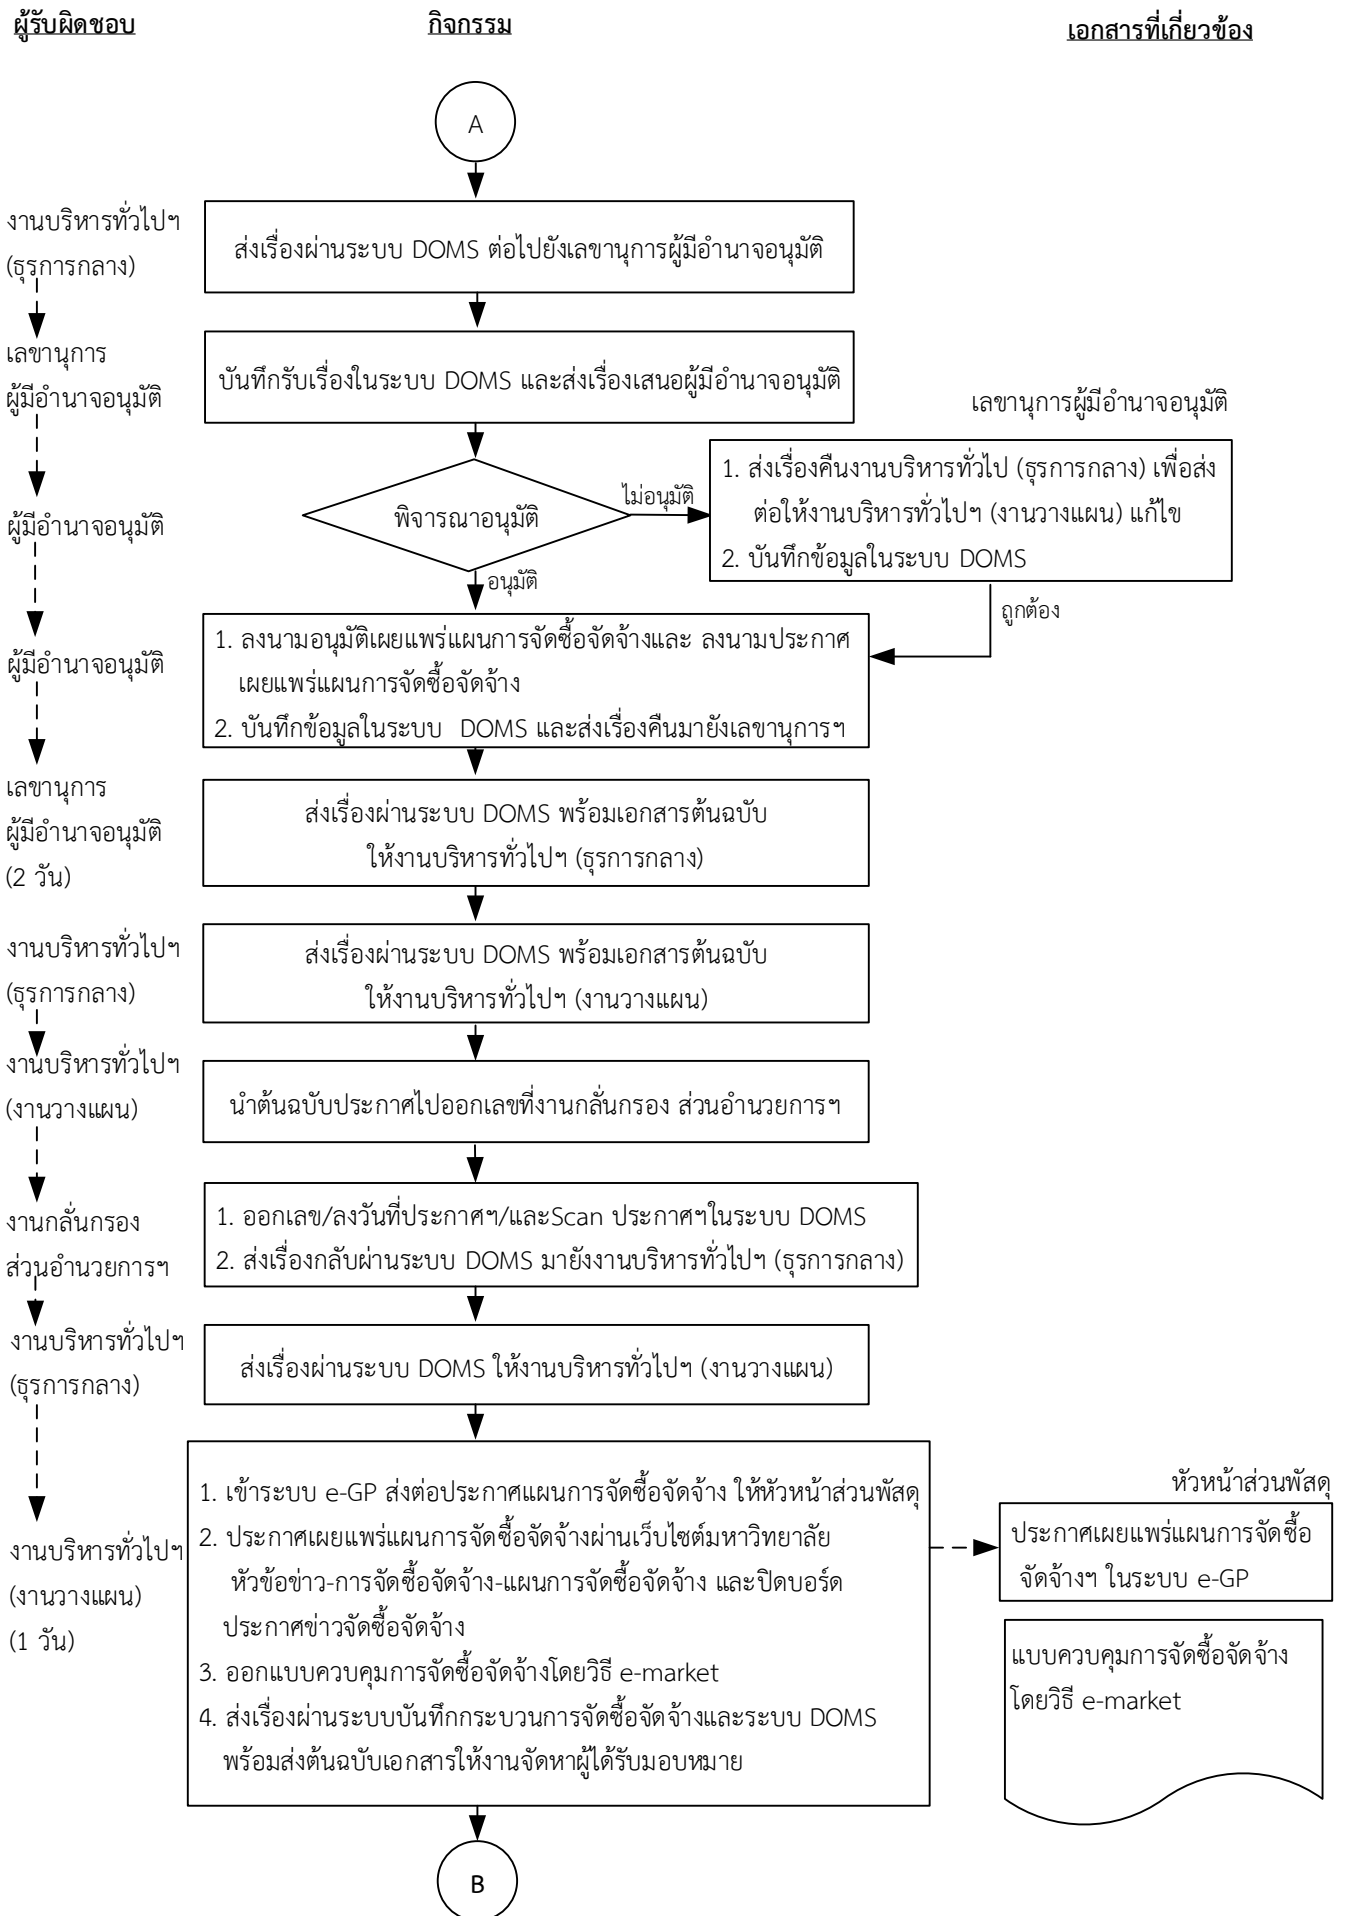 ผู้รับผิดชอบ
กิจกรรม
เอกสารที่เกี่ยวข้อง
A
งานบริหารทั่วไปฯ
(ธุรการกลาง)
ส่งเรื่องผ่านระบบ DOMS ต่อไปยังเลขานุการผู้มีอำนาจอนุมัติ
เลขานุการ
ผู้มีอำนาจอนุมัติ
บันทึกรับเรื่องในระบบ DOMS และส่งเรื่องเสนอผู้มีอำนาจอนุมัติ
เลขานุการผู้มีอำนาจอนุมัติ
ผู้มีอำนาจอนุมัติ
พิจารณาอนุมัติ
ไม่อนุมัติ
1. ส่งเรื่องคืนงานบริหารทั่วไป (ธุรการกลาง) เพื่อส่ง
ต่อให้งานบริหารทั่วไปฯ (งานวางแผน) แก้ไข
2. บันทึกข้อมูลในระบบ DOMS
อนุมัติ
ถูกต้อง
ผู้มีอำนาจอนุมัติ
1. ลงนามอนุมัติเผยแพร่แผนการจัดซื้อจัดจ้างและ ลงนามประกาศ
เผยแพร่แผนการจัดซื้อจัดจ้าง
2. บันทึกข้อมูลในระบบ DOMS และส่งเรื่องคืนมายังเลขานุการฯ
เลขานุการ
ผู้มีอำนาจอนุมัติ
(2 วัน)
ส่งเรื่องผ่านระบบ DOMS พร้อมเอกสารต้นฉบับ
ให้งานบริหารทั่วไปฯ (ธุรการกลาง)
งานบริหารทั่วไปฯ
(ธุรการกลาง)
ส่งเรื่องผ่านระบบ DOMS พร้อมเอกสารต้นฉบับ
ให้งานบริหารทั่วไปฯ (งานวางแผน)
งานบริหารทั่วไปฯ
(งานวางแผน)
นำต้นฉบับประกาศไปออกเลขที่งานกลั่นกรอง ส่วนอำนวยการฯ
งานกลั่นกรอง
ส่วนอำนวยการฯ
1. ออกเลข/ลงวันที่ประกาศฯ/และScan ประกาศฯในระบบ DOMS
2. ส่งเรื่องกลับผ่านระบบ DOMS มายังงานบริหารทั่วไปฯ (ธุรการกลาง)
งานบริหารทั่วไปฯ
(ธุรการกลาง)
ส่งเรื่องผ่านระบบ DOMS ให้งานบริหารทั่วไปฯ (งานวางแผน)
งานบริหารทั่วไปฯ
(งานวางแผน)
(1 วัน)
1. เข้าระบบ e-GP ส่งต่อประกาศแผนการจัดซื้อจัดจ้าง ให้หัวหน้าส่วนพัสดุ
2. ประกาศเผยแพร่แผนการจัดซื้อจัดจ้างผ่านเว็บไซต์มหาวิทยาลัย
หัวข้อข่าว-การจัดซื้อจัดจ้าง-แผนการจัดซื้อจัดจ้าง และปิดบอร์ด
ประกาศข่าวจัดซื้อจัดจ้าง
3. ออกแบบควบคุมการจัดซื้อจัดจ้างโดยวิธี e-market
4. ส่งเรื่องผ่านระบบบันทึกกระบวนการจัดซื้อจัดจ้างและระบบ DOMS
พร้อมส่งต้นฉบับเอกสารให้งานจัดหาผู้ได้รับมอบหมาย
หัวหน้าส่วนพัสดุ
ประกาศเผยแพร่แผนการจัดซื้อ
จัดจ้างฯ ในระบบ e-GP
แบบควบคุมการจัดซื้อจัดจ้าง
โดยวิธี e-market
B